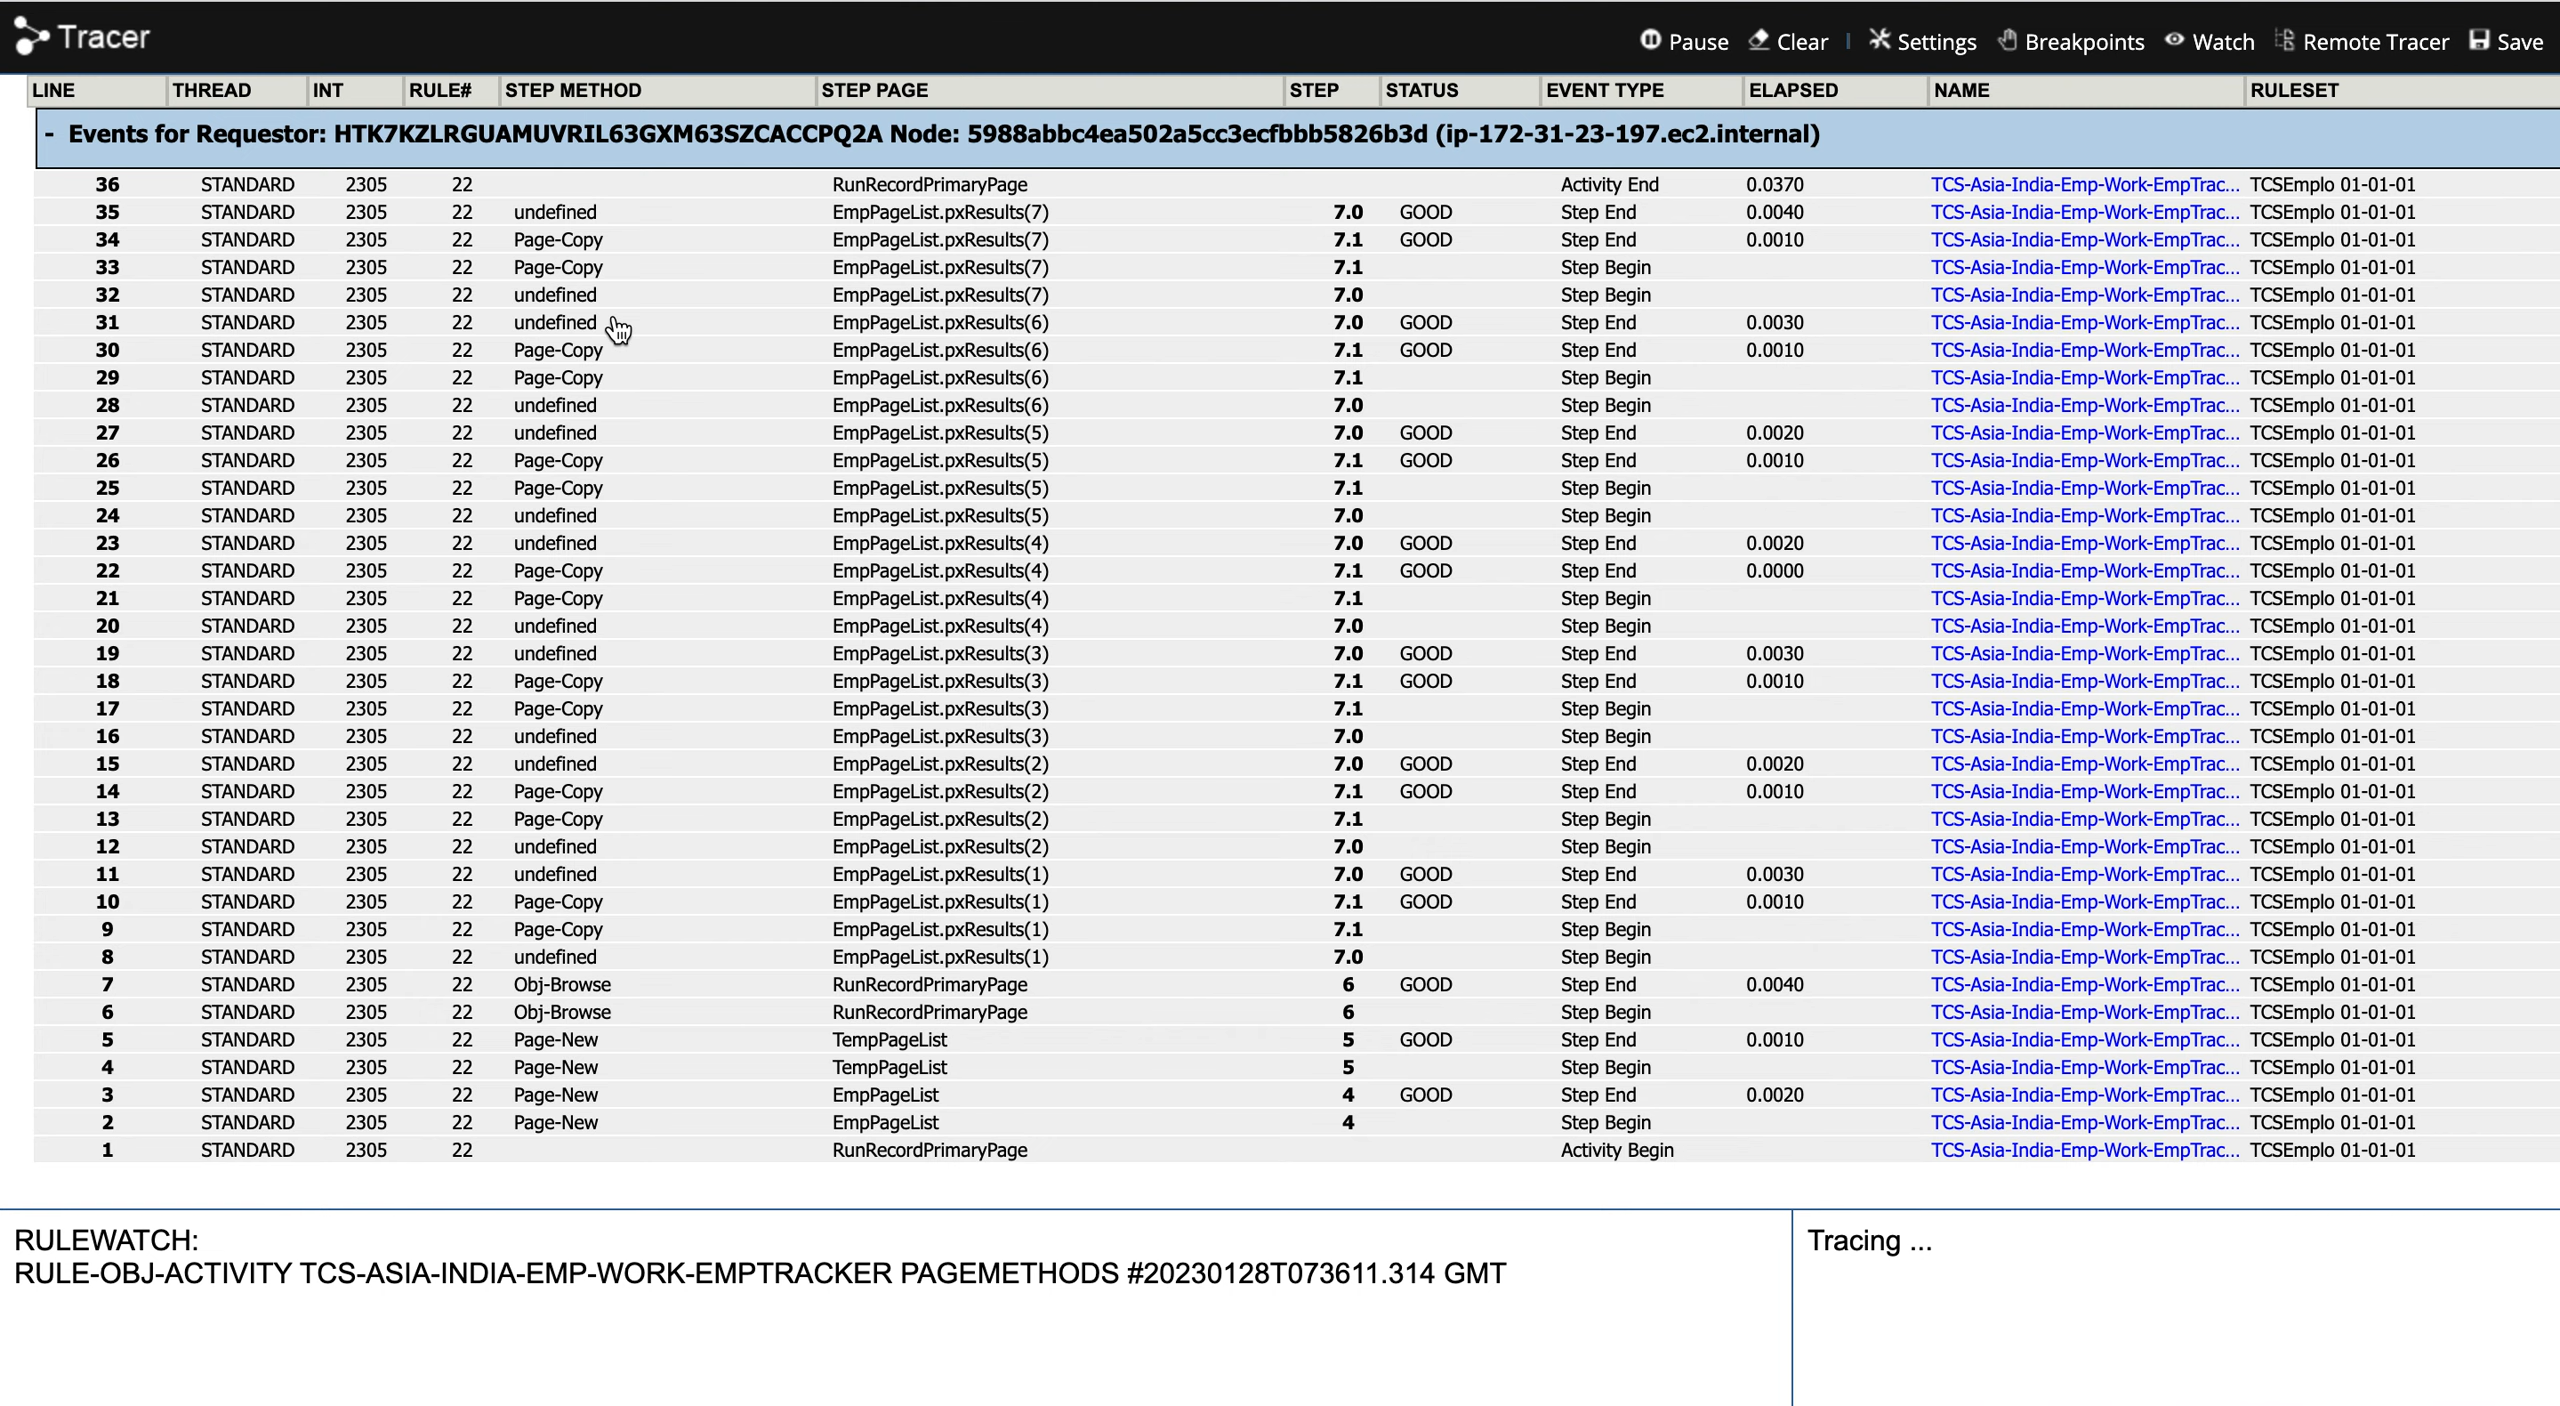 Tracer
Pause Clear | Settings Breakpoints Watch Remote Tracer Save
LINE THREAD INT RULE# STEP METHOD STEP PAGE STEP STATUS EVENT TYPE ELAPSED NAME RULESET
- Events for Requestor: HTK7KZLRGUAMUVRIL63GXM63SZCACCPQ2A Node: 5988abbc4ea502a5cc3ecfbbb5826b3d (ip-172-31-23-197.ec2.internal)
36 STANDARD 2305 22 RunRecordPrimaryPage Activity End 0.0370 TCS-Asia-India-Emp-Work-EmpTrac... TCSEmplo 01-01-01
35 STANDARD 2305 22 undefined EmpPageList.pxResults(7) 7.0 GOOD Step End 0.0040 TCS-Asia-India-Emp-Work-EmpTrac... TCSEmplo 01-01-01
34 STANDARD 2305 22 Page-Copy EmpPageList.pxResults(7) 7.1 GOOD Step End 0.0010 TCS-Asia-India-Emp-Work-EmpTrac... TCSEmplo 01-01-01
33 STANDARD 2305 22 Page-Copy EmpPageList.pxResults(7) 7.1 Step Begin TCS-Asia-India-Emp-Work-EmpTrac... TCSEmplo 01-01-01
32 STANDARD 2305 22 undefined EmpPageList.pxResults(7) 7.0 Step Begin TCS-Asia-India-Emp-Work-EmpTrac... TCSEmplo 01-01-01
31 STANDARD 2305 22 undefined EmpPageList.pxResults(6) 7.0 GOOD Step End 0.0030 TCS-Asia-India-Emp-Work-EmpTrac... TCSEmplo 01-01-01
30 STANDARD 2305 22 Page-Copy EmpPageList.pxResults(6) 7.1 GOOD Step End 0.0010 TCS-Asia-India-Emp-Work-EmpTrac... TCSEmplo 01-01-01
29 STANDARD 2305 22 Page-Copy EmpPageList.pxResults(6) 7.1 Step Begin TCS-Asia-India-Emp-Work-EmpTrac... TCSEmplo 01-01-01
28 STANDARD 2305 22 undefined EmpPageList.pxResults(6) 7.0 Step Begin TCS-Asia-India-Emp-Work-EmpTrac... TCSEmplo 01-01-01
27 STANDARD 2305 22 undefined EmpPageList.pxResults(5) 7.0 GOOD Step End 0.0020 TCS-Asia-India-Emp-Work-EmpTrac... TCSEmplo 01-01-01
26 STANDARD 2305 22 Page-Copy EmpPageList.pxResults(5) 7.1 GOOD Step End 0.0010 TCS-Asia-India-Emp-Work-EmpTrac... TCSEmplo 01-01-01
25 STANDARD 2305 22 Page-Copy EmpPageList.pxResults(5) 7.1 Step Begin TCS-Asia-India-Emp-Work-EmpTrac... TCSEmplo 01-01-01
24 STANDARD 2305 22 undefined EmpPageList.pxResults(5) 7.0 Step Begin TCS-Asia-India-Emp-Work-EmpTrac... TCSEmplo 01-01-01
23 STANDARD 2305 22 undefined EmpPageList.pxResults(4) 7.0 GOOD Step End 0.0020 TCS-Asia-India-Emp-Work-EmpTrac... TCSEmplo 01-01-01
22 STANDARD 2305 22 Page-Copy EmpPageList.pxResults(4) 7.1 GOOD Step End 0.0000 TCS-Asia-India-Emp-Work-EmpTrac... TCSEmplo 01-01-01
21 STANDARD 2305 22 Page-Copy EmpPageList.pxResults(4) 7.1 Step Begin TCS-Asia-India-Emp-Work-EmpTrac... TCSEmplo 01-01-01
20 STANDARD 2305 22 undefined EmpPageList.pxResults(4) 7.0 Step Begin TCS-Asia-India-Emp-Work-EmpTrac... TCSEmplo 01-01-01
19 STANDARD 2305 22 undefined EmpPageList.pxResults(3) 7.0 GOOD Step End 0.0030 TCS-Asia-India-Emp-Work-EmpTrac... TCSEmplo 01-01-01
18 STANDARD 2305 22 Page-Copy EmpPageList.pxResults(3) 7.1 GOOD Step End 0.0010 TCS-Asia-India-Emp-Work-EmpTrac... TCSEmplo 01-01-01
17 STANDARD 2305 22 Page-Copy EmpPageList.pxResults(3) 7.1 Step Begin TCS-Asia-India-Emp-Work-EmpTrac... TCSEmplo 01-01-01
16 STANDARD 2305 22 undefined EmpPageList.pxResults(3) 7.0 Step Begin TCS-Asia-India-Emp-Work-EmpTrac... TCSEmplo 01-01-01
15 STANDARD 2305 22 undefined EmpPageList.pxResults(2) 7.0 GOOD Step End 0.0020 TCS-Asia-India-Emp-Work-EmpTrac... TCSEmplo 01-01-01
14 STANDARD 2305 22 Page-Copy EmpPageList.pxResults(2) 7.1 GOOD Step End 0.0010 TCS-Asia-India-Emp-Work-EmpTrac... TCSEmplo 01-01-01
13 STANDARD 2305 22 Page-Copy EmpPageList.pxResults(2) 7.1 Step Begin TCS-Asia-India-Emp-Work-EmpTrac... TCSEmplo 01-01-01
12 STANDARD 2305 22 undefined EmpPageList.pxResults(2) 7.0 Step Begin TCS-Asia-India-Emp-Work-EmpTrac... TCSEmplo 01-01-01
11 STANDARD 2305 22 undefined EmpPageList.pxResults(1) 7.0 GOOD Step End 0.0030 TCS-Asia-India-Emp-Work-EmpTrac... TCSEmplo 01-01-01
10 STANDARD 2305 22 Page-Copy EmpPageList.pxResults(1) 7.1 GOOD Step End 0.0010 TCS-Asia-India-Emp-Work-EmpTrac... TCSEmplo 01-01-01
9 STANDARD 2305 22 Page-Copy EmpPageList.pxResults(1) 7.1 Step Begin TCS-Asia-India-Emp-Work-EmpTrac... TCSEmplo 01-01-01
8 STANDARD 2305 22 undefined EmpPageList.pxResults(1) 7.0 Step Begin TCS-Asia-India-Emp-Work-EmpTrac... TCSEmplo 01-01-01
7 STANDARD 2305 22 Obj-Browse RunRecordPrimaryPage 6 GOOD Step End 0.0040 TCS-Asia-India-Emp-Work-EmpTrac... TCSEmplo 01-01-01
6 STANDARD 2305 22 Obj-Browse RunRecordPrimaryPage 6 Step Begin TCS-Asia-India-Emp-Work-EmpTrac... TCSEmplo 01-01-01
5 STANDARD 2305 22 Page-New TempPageList 5 GOOD Step End 0.0010 TCS-Asia-India-Emp-Work-EmpTrac... TCSEmplo 01-01-01
4 STANDARD 2305 22 Page-New TempPageList 5 Step Begin TCS-Asia-India-Emp-Work-EmpTrac... TCSEmplo 01-01-01
3 STANDARD 2305 22 Page-New EmpPageList 4 GOOD Step End 0.0020 TCS-Asia-India-Emp-Work-EmpTrac... TCSEmplo 01-01-01
2 STANDARD 2305 22 Page-New EmpPageList 4 Step Begin TCS-Asia-India-Emp-Work-EmpTrac... TCSEmplo 01-01-01
1 STANDARD 2305 22 RunRecordPrimaryPage Activity Begin TCS-Asia-India-Emp-Work-EmpTrac... TCSEmplo 01-01-01
RULEWATCH:
RULE-OBJ-ACTIVITY TCS-ASIA-INDIA-EMP-WORK-EMPTRACKER PAGEMETHODS #20230128T073611.314 GMT
Tracing ...